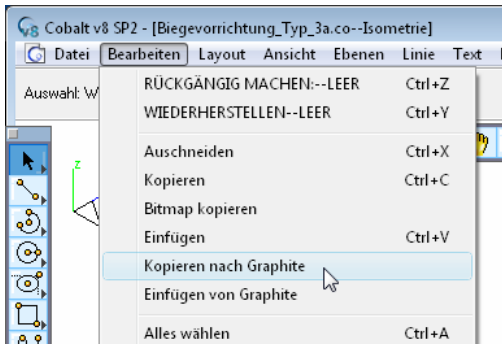 Cobalt v8 SP2 - [Biegevorrichtung_Typ_3a.co--Isometrie]
Datei Bearbeiten Layout Ansicht Ebenen Linie Text
Auswahl: W
RÜCKGÄNGIG MACHEN:--LEER Ctrl+Z
WIEDERHERSTELLEN--LEER Ctrl+Y
Auschneiden Ctrl+X
Kopieren Ctrl+C
Bitmap kopieren
Einfügen Ctrl+V
Kopieren nach Graphite
Einfügen von Graphite
Alles wählen Ctrl+A
z